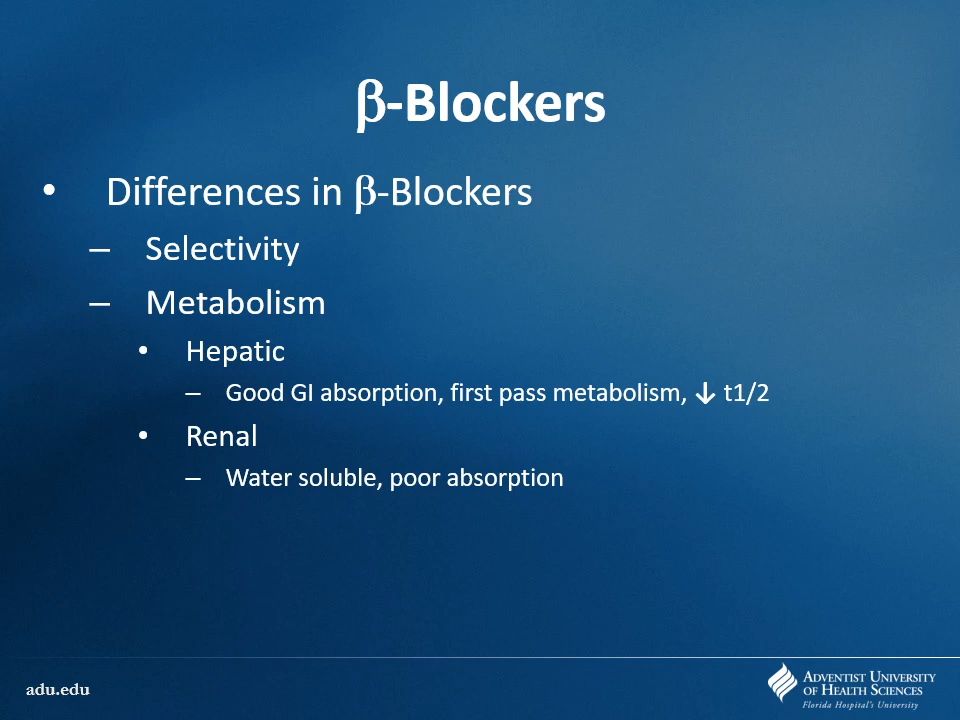 β-Blockers
• Differences in β-Blockers
– Selectivity
– Metabolism
• Hepatic
– Good GI absorption, first pass metabolism, ↓ t1/2
• Renal
– Water soluble, poor absorption
adu.edu
ADVENTIST UNIVERSITY
OF HEALTH SCIENCES
Florida Hospital's University